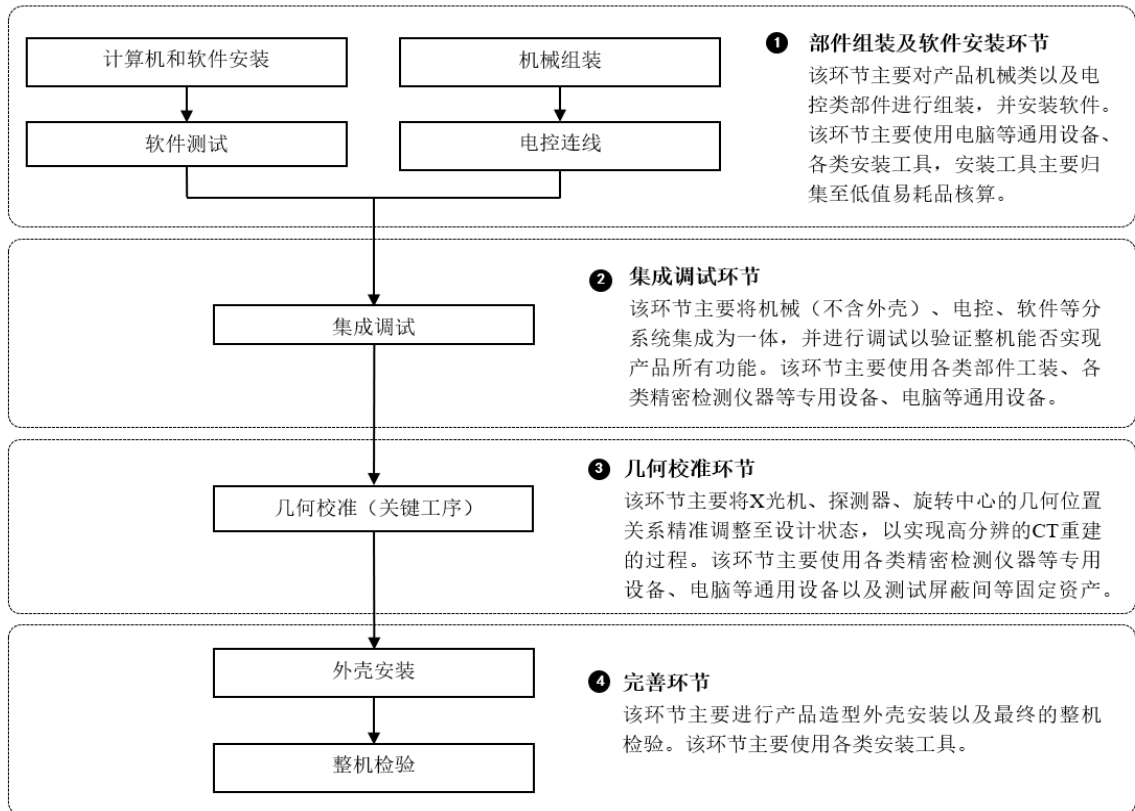 计算机和软件安装
机械组装
软件测试
电控连线
❶ 部件组装及软件安装环节
该环节主要对产品机械类以及电
控类部件进行组装，并安装软件。
该环节主要使用电脑等通用设备、
各类安装工具，安装工具主要归
集至低值易耗品核算。
集成调试
❷ 集成调试环节
该环节主要将机械（不含外壳）、电控、软件等分
系统集成为一体，并进行调试以验证整机能否实现
产品所有功能。该环节主要使用各类部件工装、各
类精密检测仪器等专用设备、电脑等通用设备。
几何校准（关键工序）
❸ 几何校准环节
该环节主要将X光机、探测器、旋转中心的几何位置
关系精准调整至设计状态，以实现高分辨的CT重建
的过程。该环节主要使用各类精密检测仪器等专用
设备、电脑等通用设备以及测试屏蔽间等固定资产。
外壳安装
整机检验
❹ 完善环节
该环节主要进行产品造型外壳安装以及最终的整机
检验。该环节主要使用各类安装工具。